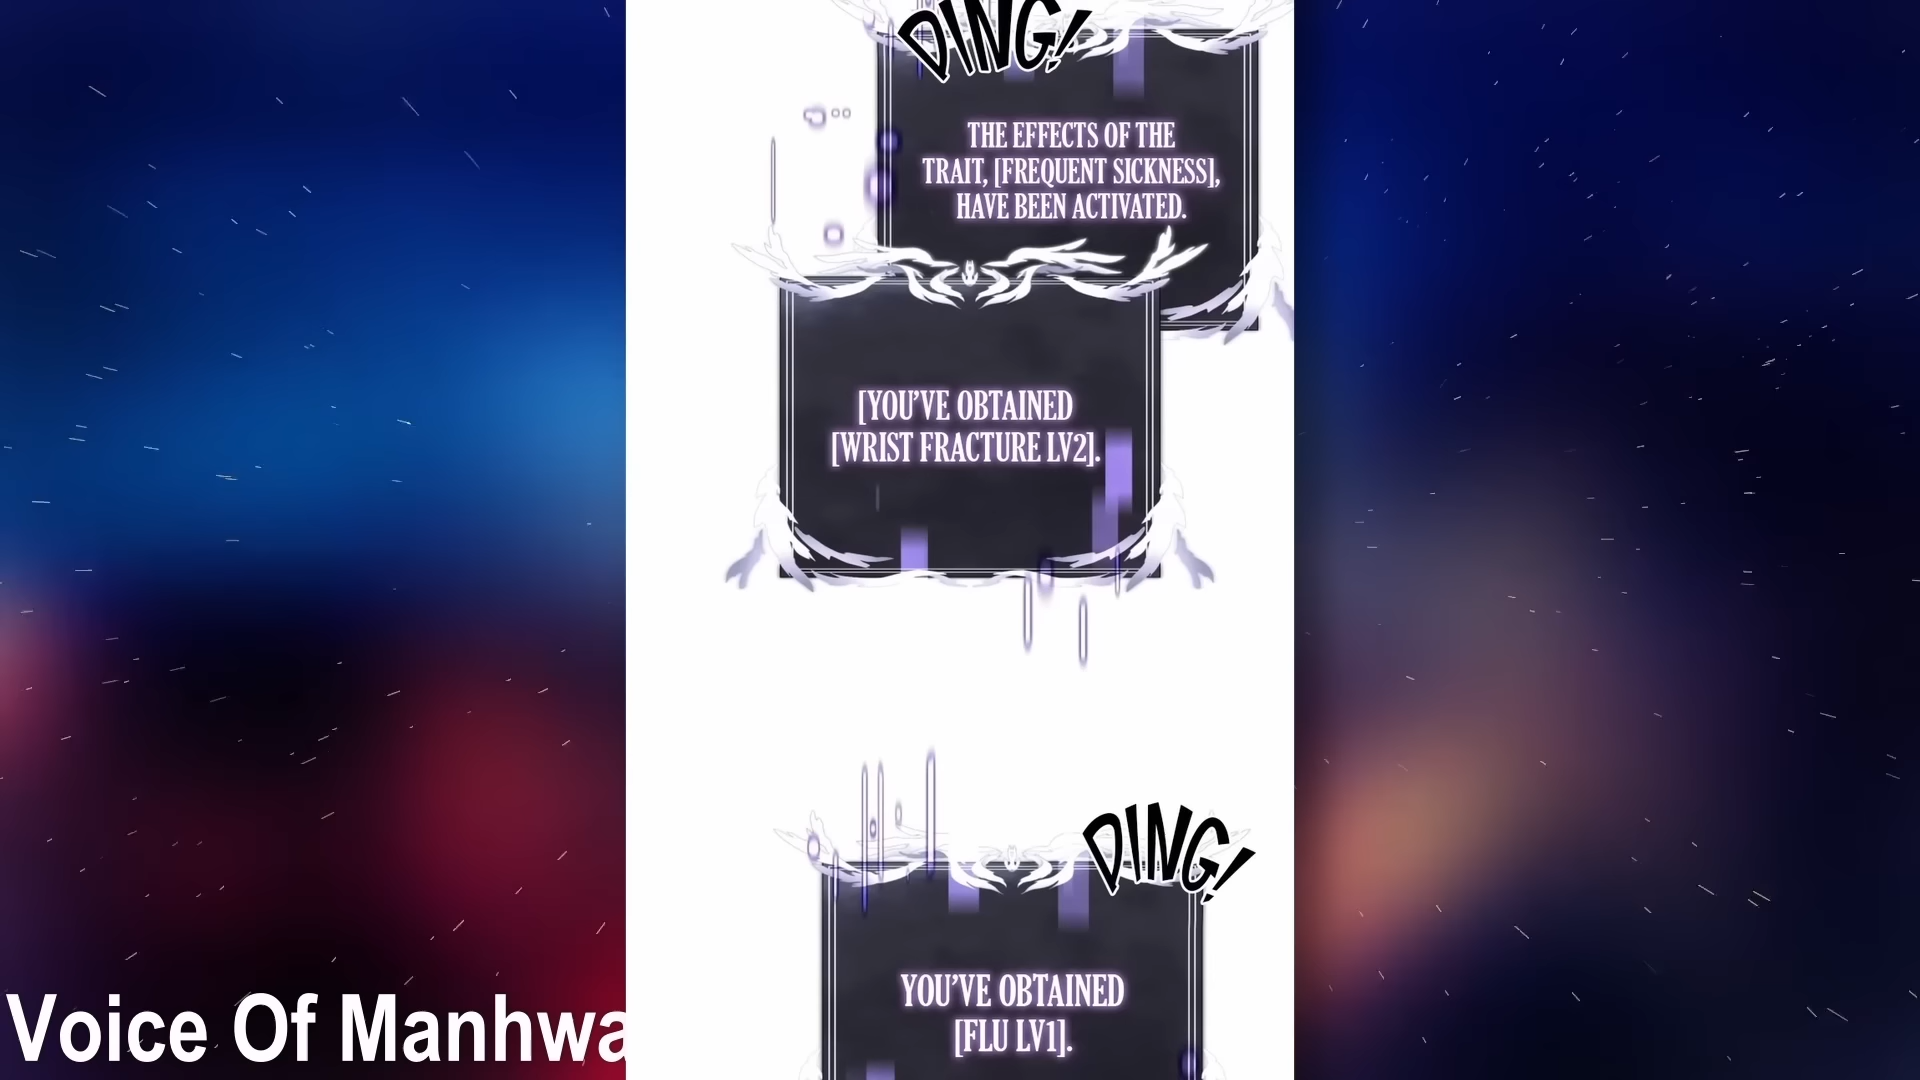 DING!
THE EFFECTS OF THE
TRAIT, [FREQUENT SICKNESS],
HAVE BEEN ACTIVATED.
[YOU'VE OBTAINED
[WRIST FRACTURE LV2].
DING!
YOU'VE OBTAINED
[FLU LV1].
Voice Of Manhwa